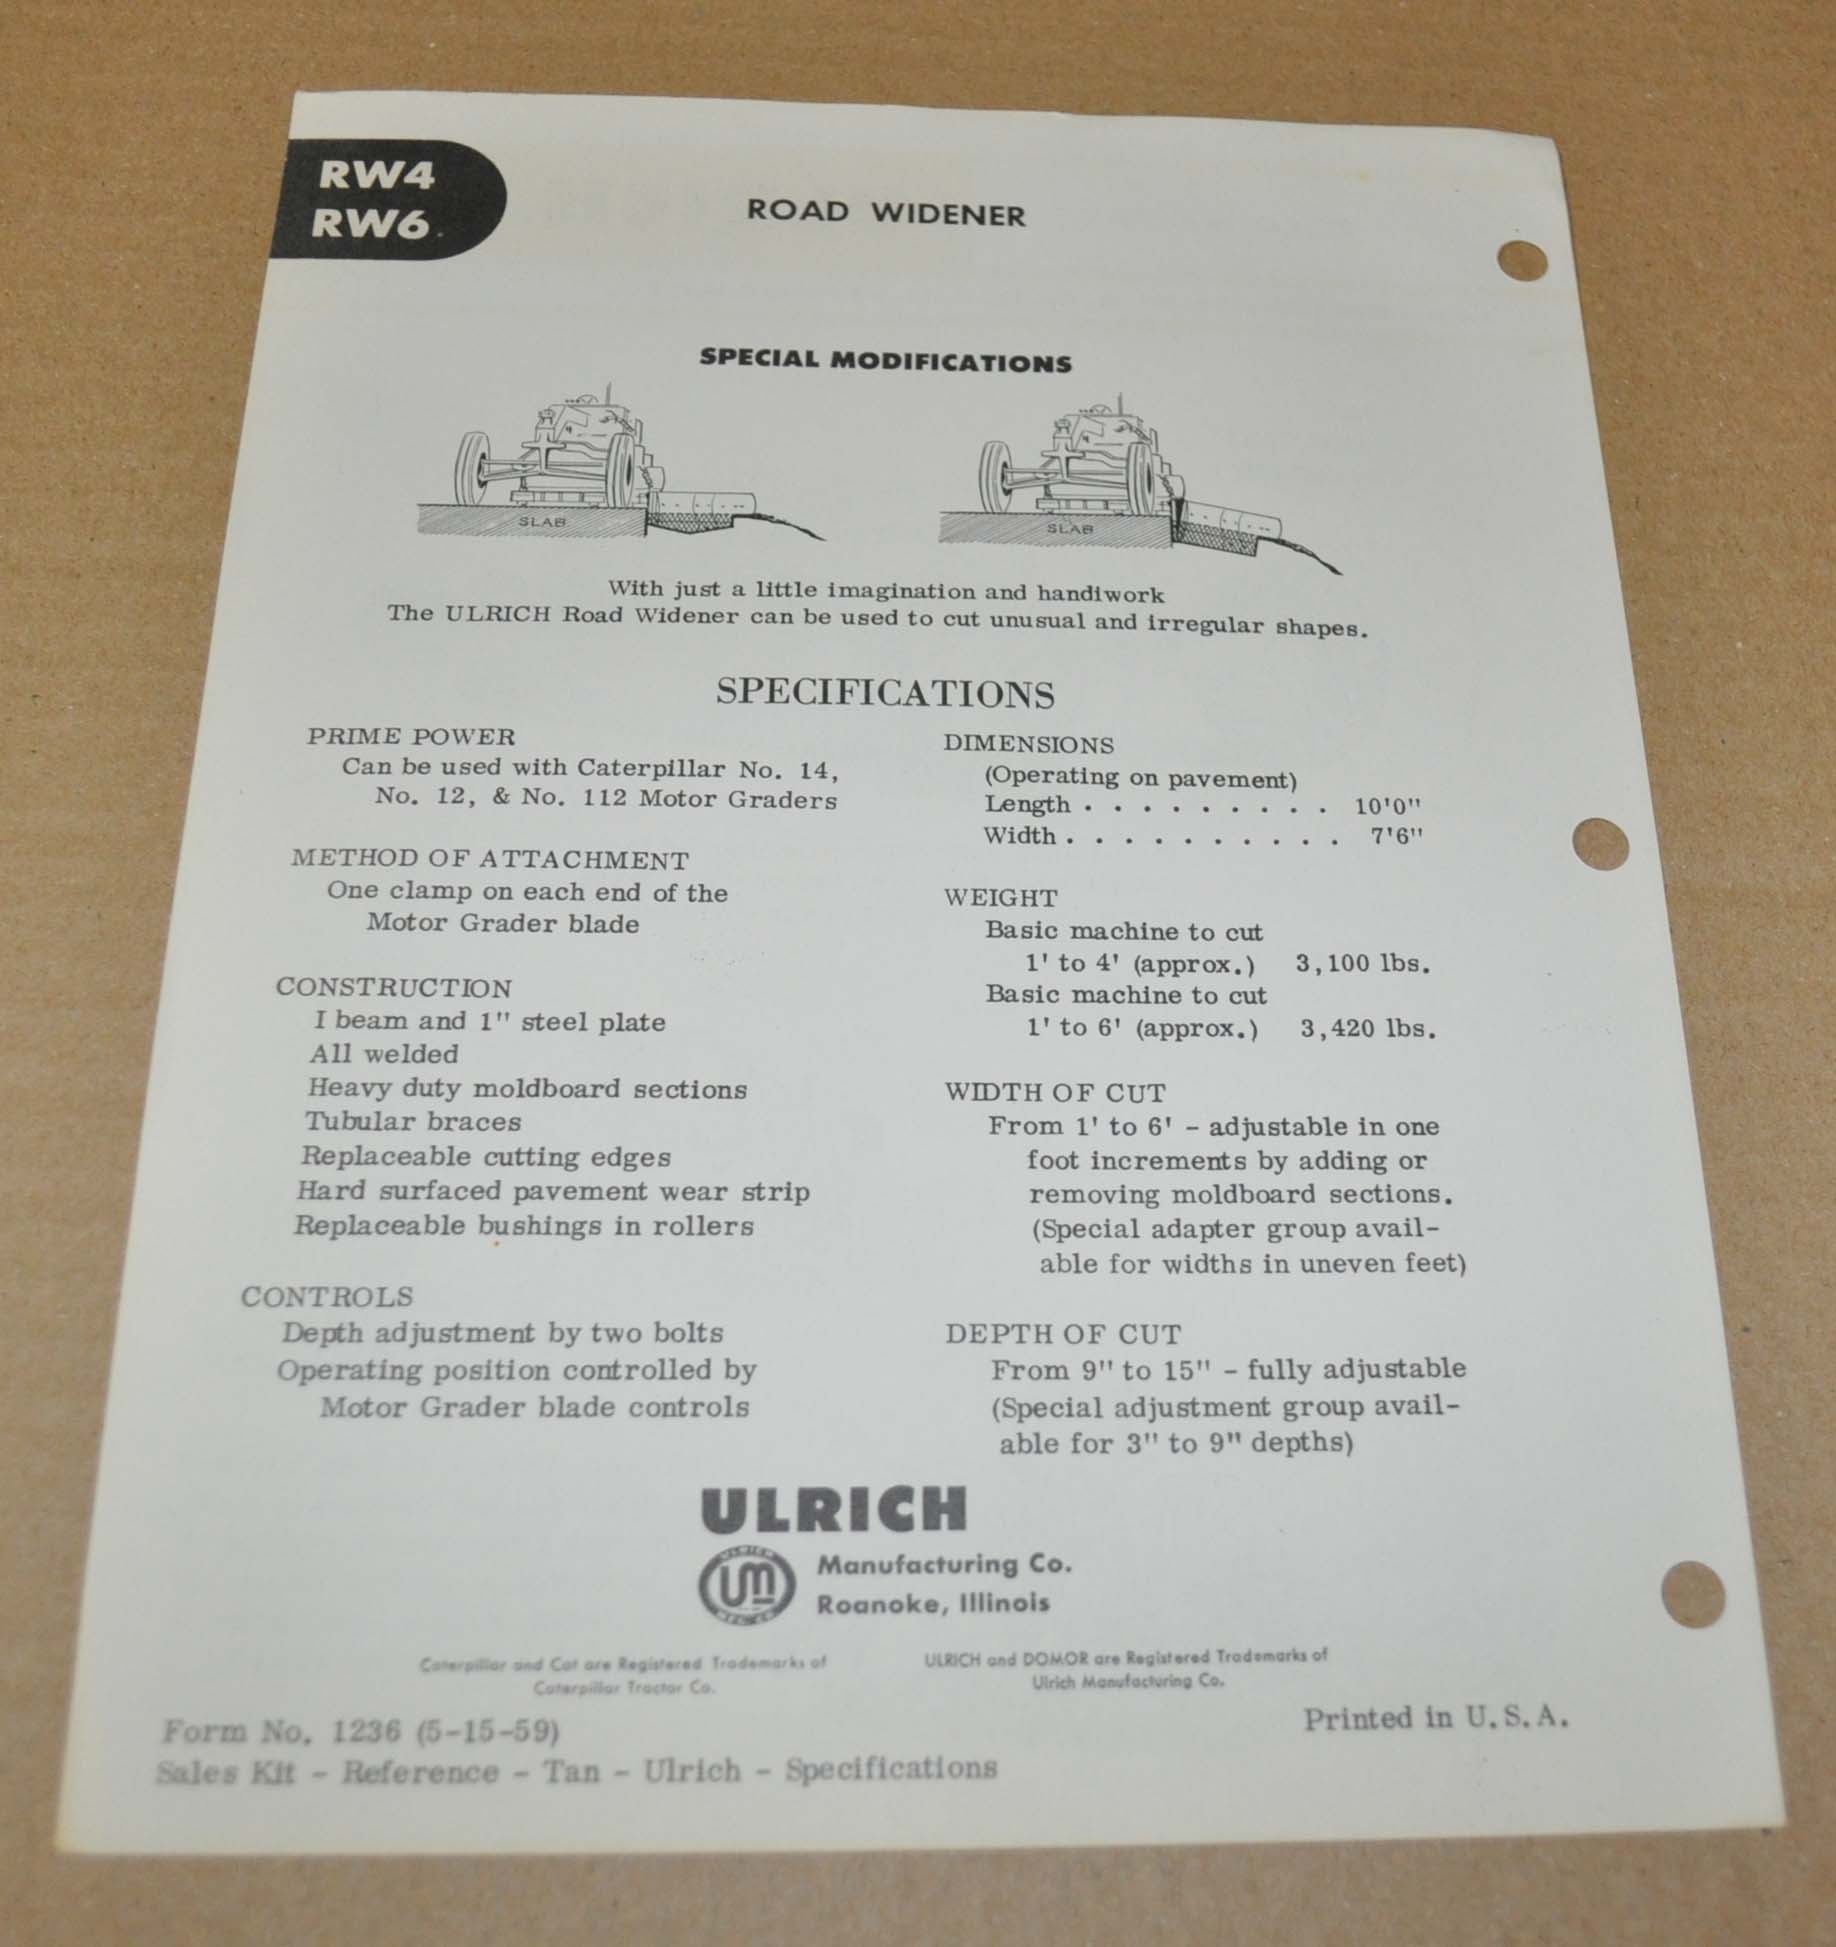 RW4
RW6
ROAD WIDENER
SPECIAL MODIFICATIONS
SLAB
SLAB
With just a little imagination and handiwork
The ULRICH Road Widener can be used to cut unusual and irregular shapes.
SPECIFICATIONS
PRIME POWER
Can be used with Caterpillar No. 14,
No. 12, & No. 112 Motor Graders
METHOD OF ATTACHMENT
One clamp on each end of the
Motor Grader blade
CONSTRUCTION
I beam and 1" steel plate
All welded
Heavy duty moldboard sections
Tubular braces
Replaceable cutting edges
Hard surfaced pavement wear strip
Replaceable bushings in rollers
CONTROLS
Depth adjustment by two bolts
Operating position controlled by
Motor Grader blade controls
DIMENSIONS
(Operating on pavement)
Length . . . . . . . . . 10'0"
Width . . . . . . . . . . 7'6"
WEIGHT
Basic machine to cut
1' to 4' (approx.) 3,100 lbs.
Basic machine to cut
1' to 6' (approx.) 3,420 lbs.
WIDTH OF CUT
From 1' to 6' - adjustable in one
foot increments by adding or
removing moldboard sections.
(Special adapter group avail-
able for widths in uneven feet)
DEPTH OF CUT
From 9" to 15" - fully adjustable
(Special adjustment group avail-
able for 3" to 9" depths)
ULRICH
ULRICH
UM
MFG. CO.
Manufacturing Co.
Roanoke, Illinois
Caterpillar and Cat are Registered Trademarks of
Caterpillar Tractor Co.
ULRICH and DOMOR are Registered Trademarks of
Ulrich Manufacturing Co.
Form No. 1236 (5-15-59)
Printed in U.S.A.
Sales Kit - Reference - Tan - Ulrich - Specifications